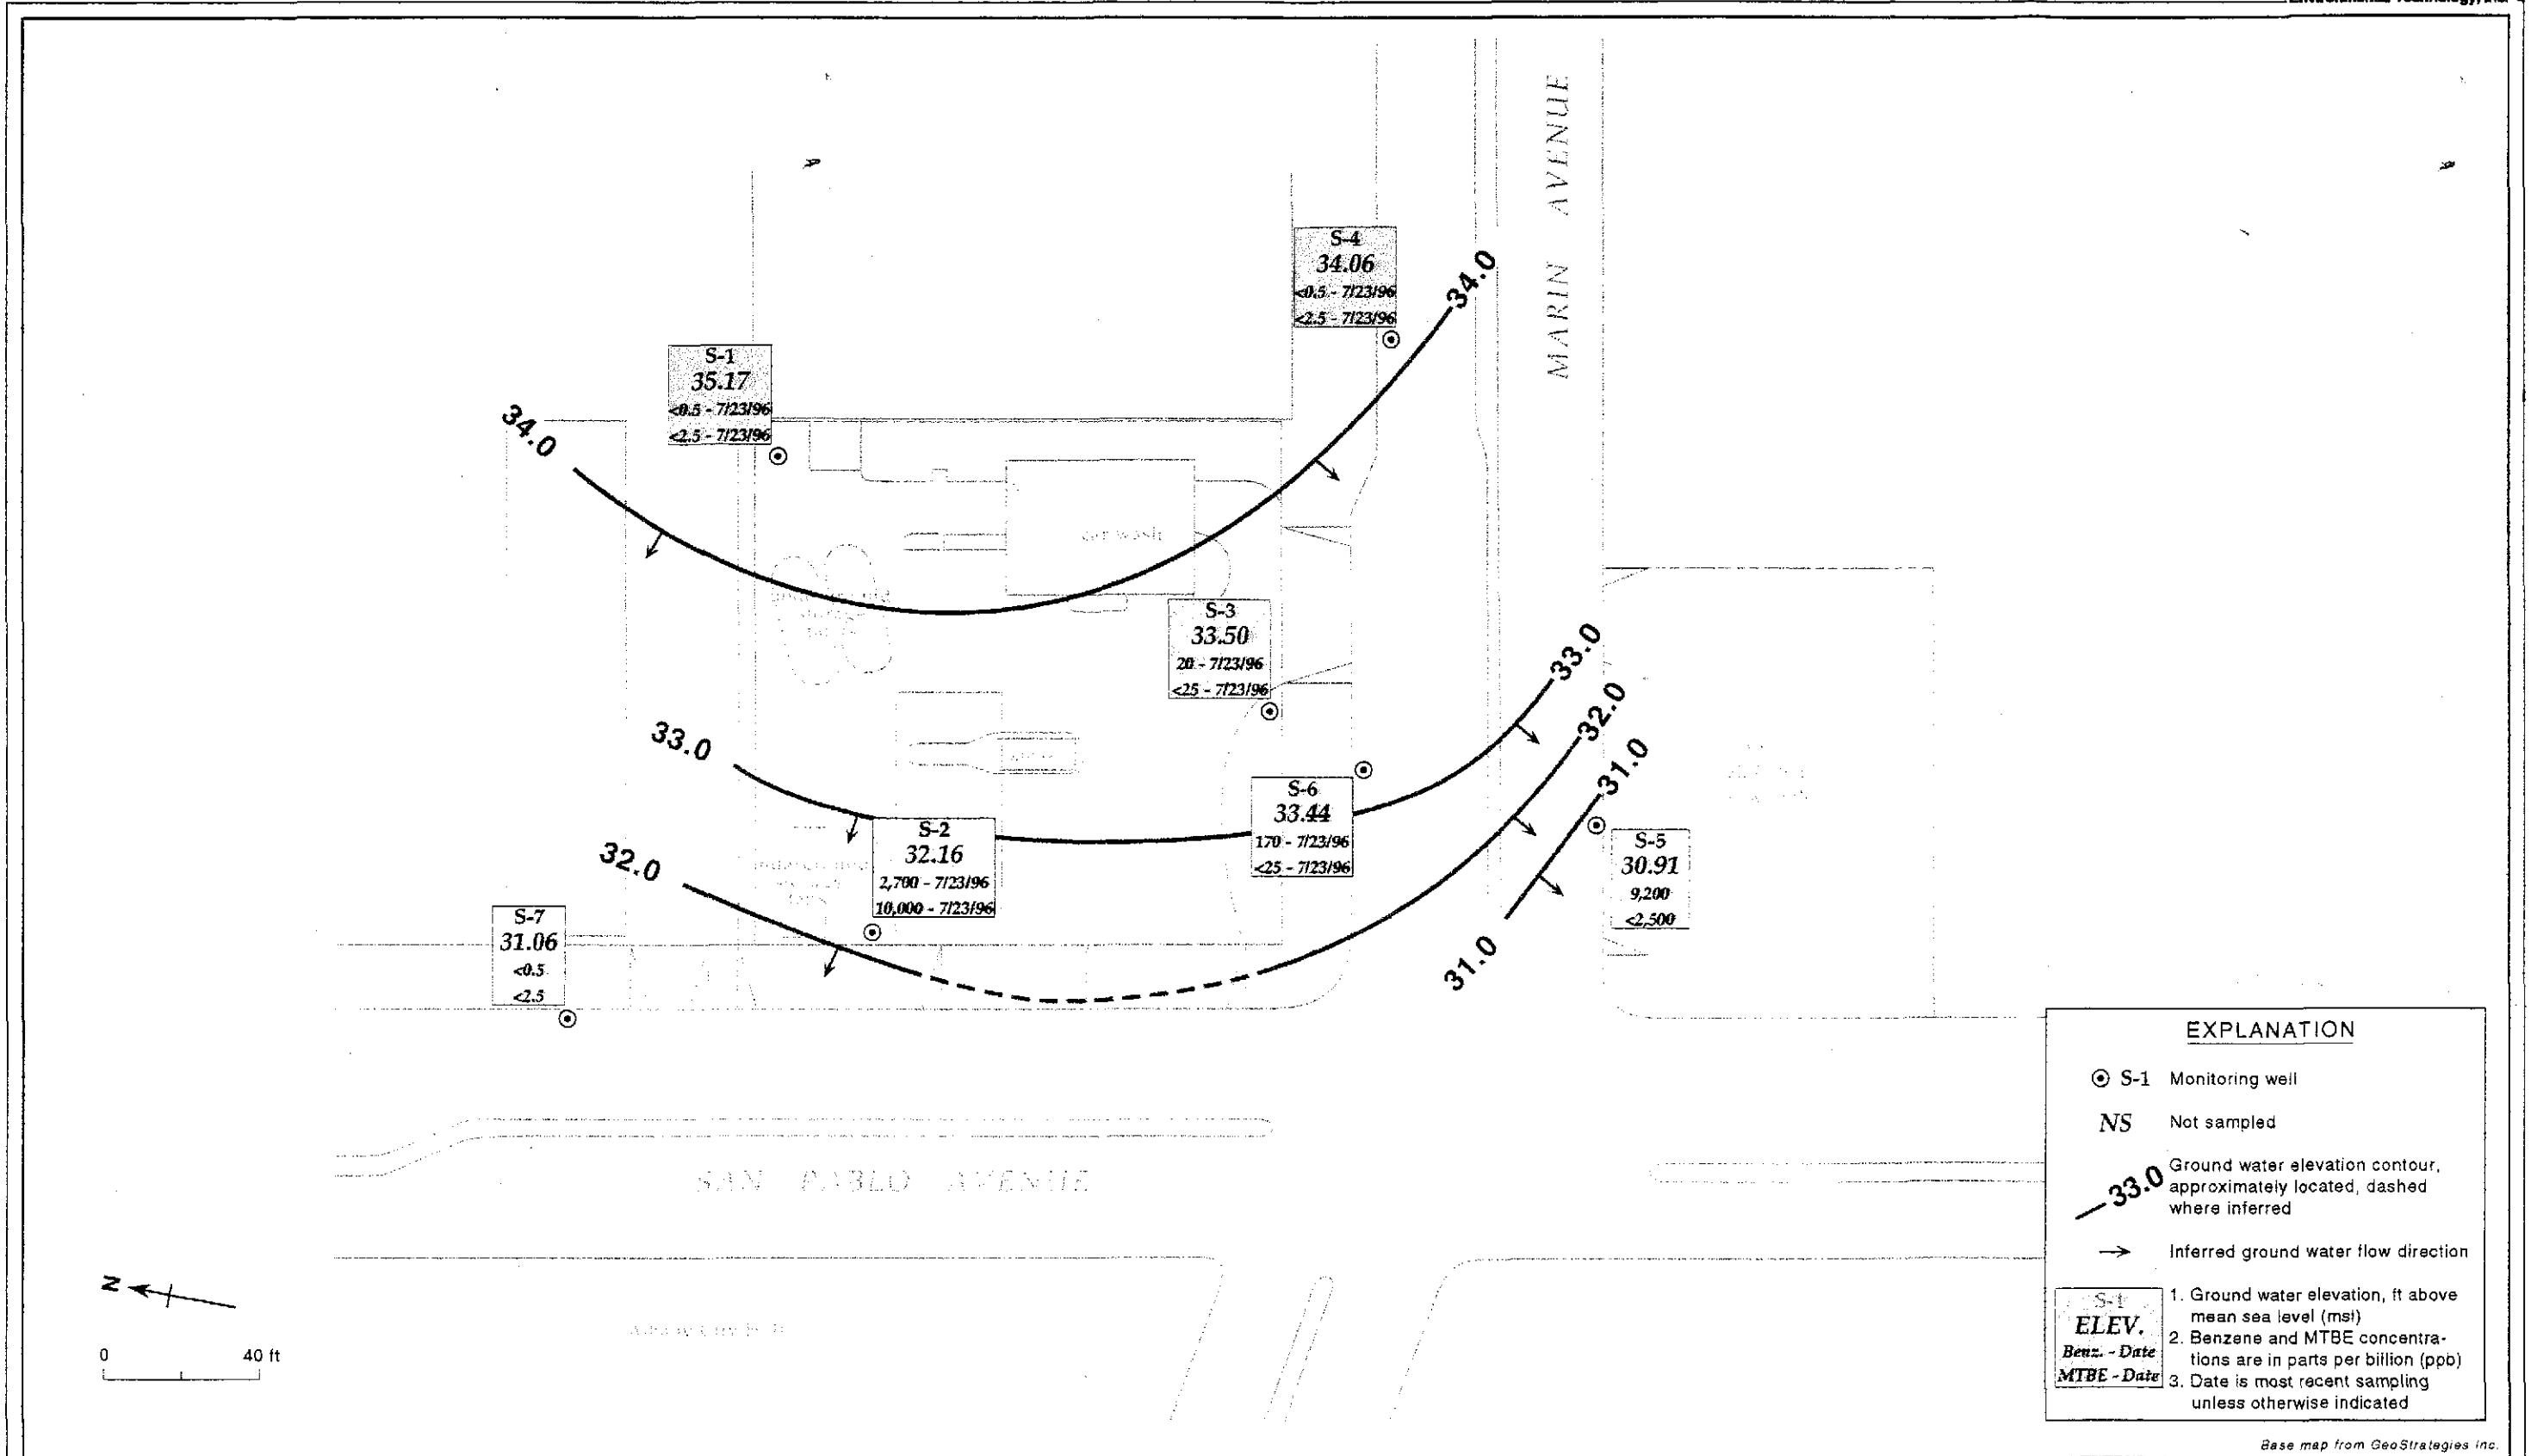 MARIN AVENUE
S-4
34.06
<0.5 - 7/23/96
<2.5 - 7/23/96
34.0
S-1
35.17
<0.5 - 7/23/96
<2.5 - 7/23/96
34.0
car wash
S-3
33.50
20 - 7/23/96
<25 - 7/23/96
33.0
32.0
31.0
33.0
S-6
33.44
170 - 7/23/96
<25 - 7/23/96
S-2
32.16
2,700 - 7/23/96
10,000 - 7/23/96
S-5
30.91
9,200
<2,500
32.0
S-7
31.06
<0.5
<2.5
31.0
SAN PABLO AVENUE
N
0 40 ft
EXPLANATION
S-1 Monitoring well
NS Not sampled
33.0 Ground water elevation contour,
approximately located, dashed
where inferred
Inferred ground water flow direction
S-1
ELEV.
Benz. - Date
MTBE - Date
1. Ground water elevation, ft above
mean sea level (msl)
2. Benzene and MTBE concentra-
tions are in parts per billion (ppb)
3. Date is most recent sampling
unless otherwise indicated
Base map from GeoStrategies Inc.